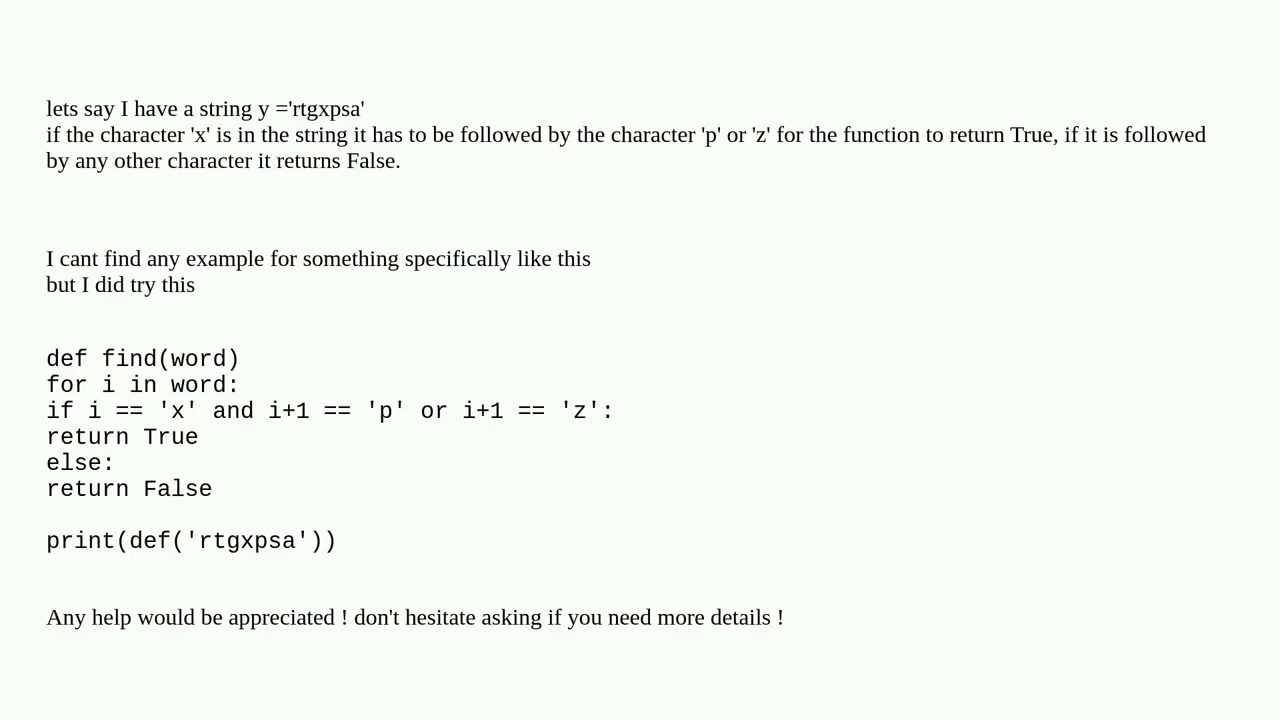 lets say I have a string y ='rtgxpsa'
if the character 'x' is in the string it has to be followed by the character 'p' or 'z' for the function to return True, if it is followed
by any other character it returns False.
I cant find any example for something specifically like this
but I did try this
def find(word)
for i in word:
if i == 'x' and i+1 == 'p' or i+1 == 'z':
return True
else:
return False
print(def('rtgxpsa'))
Any help would be appreciated ! don't hesitate asking if you need more details !